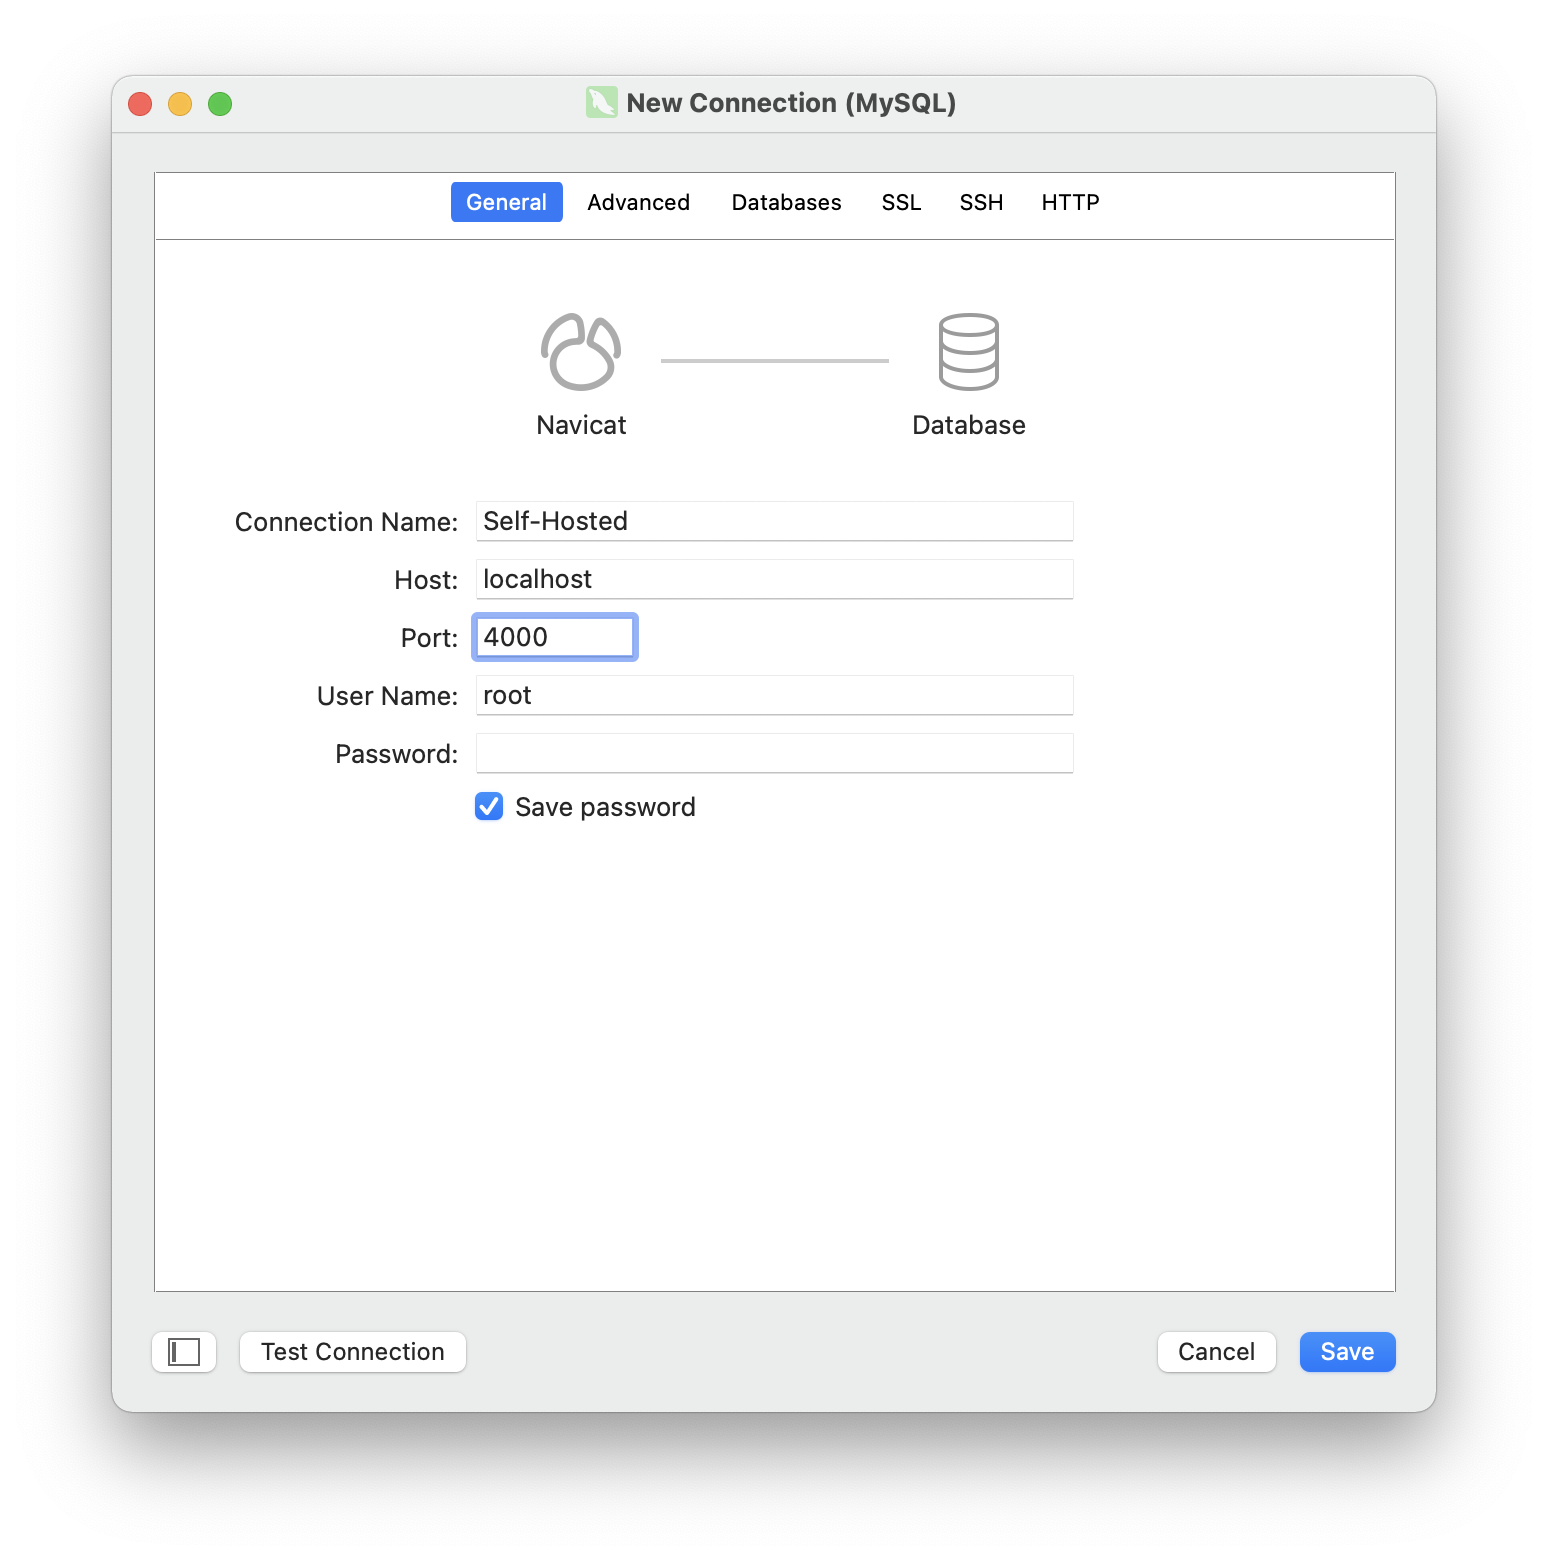 New Connection (MySQL)
General Advanced Databases SSL SSH HTTP
Navicat Database
Connection Name: Self-Hosted
Host: localhost
Port: 4000
User Name: root
Password:
Save password
Test Connection Cancel Save